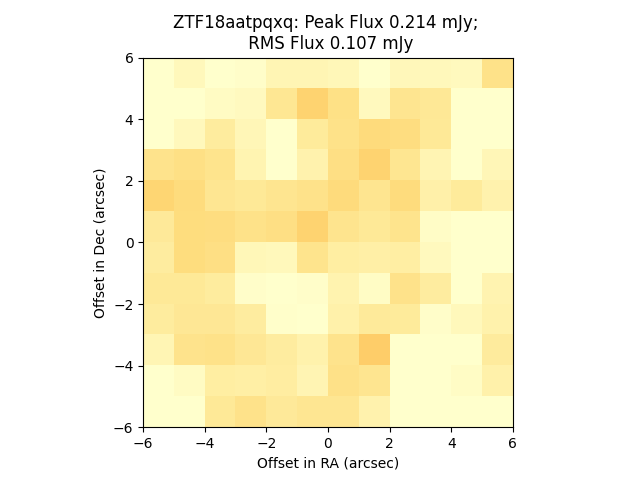 ZTF18aatpqxq: Peak Flux 0.214 mJy;
RMS Flux 0.107 mJy
6
4
2
0
−2
−4
−6
Offset in Dec (arcsec)
−6 −4 −2 0 2 4 6
Offset in RA (arcsec)